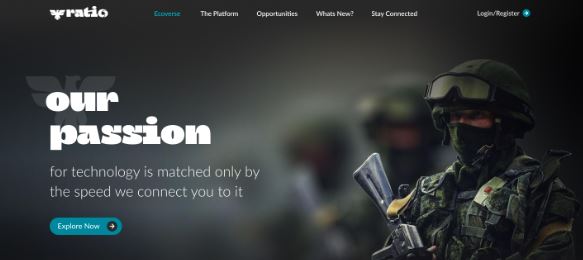 ratio
Ecoverse
The Platform
Opportunities
Whats New?
Stay Connected
Login/Register
our
passion
for technology is matched only by
the speed we connect you to it
Explore Now